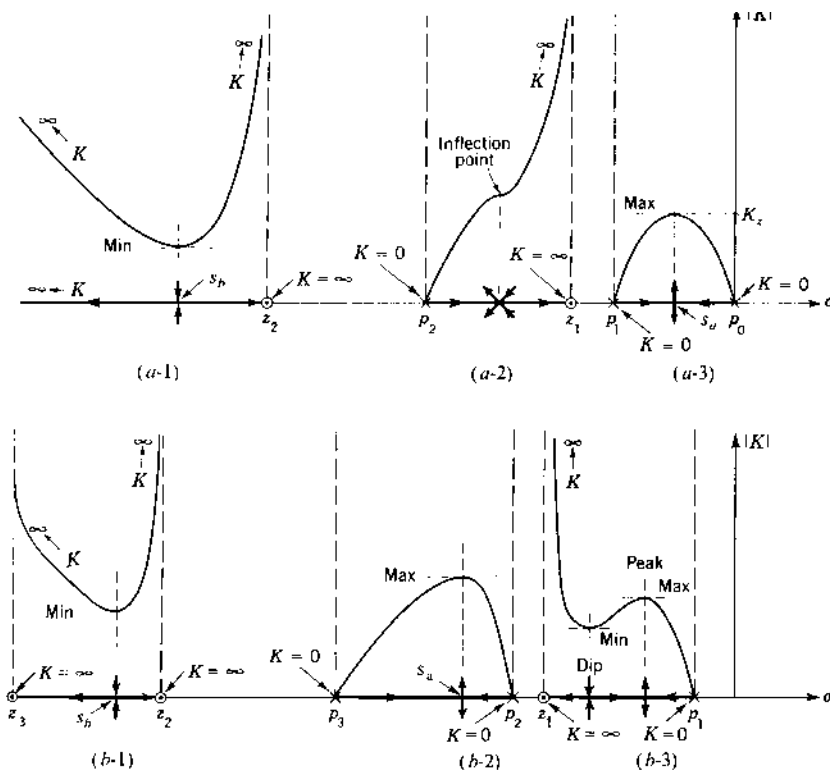 |K|
∞
K
∞
K
∞
K
Inflection
point
Max
K_z
Min
K = 0
K = ∞
K = 0
s_b
K = ∞
∞ ← K
z_2
p_2
z_1
p_1
s_a
p_0
σ
K = 0
(a-1)
(a-2)
(a-3)
∞
K
∞
K
|K|
∞
K
Peak
Max
Max
Min
Min
Dip
K = 0
K = ∞
K = ∞
s_b
s_a
z_3
z_2
p_3
p_2
z_1
p_1
σ
K = 0
K = ∞
K = 0
(b-1)
(b-2)
(b-3)